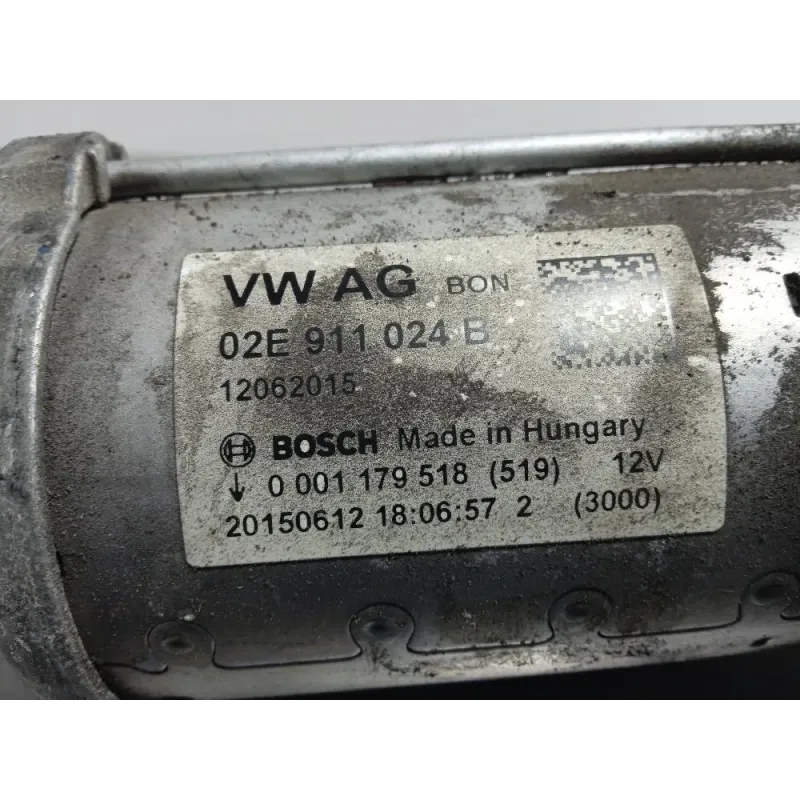 VW AG BON
02E 911 024 B
12062015
BOSCH Made in Hungary
↓ 0 001 179 518 (519) 12V
20150612 18:06:57 2 (3000)